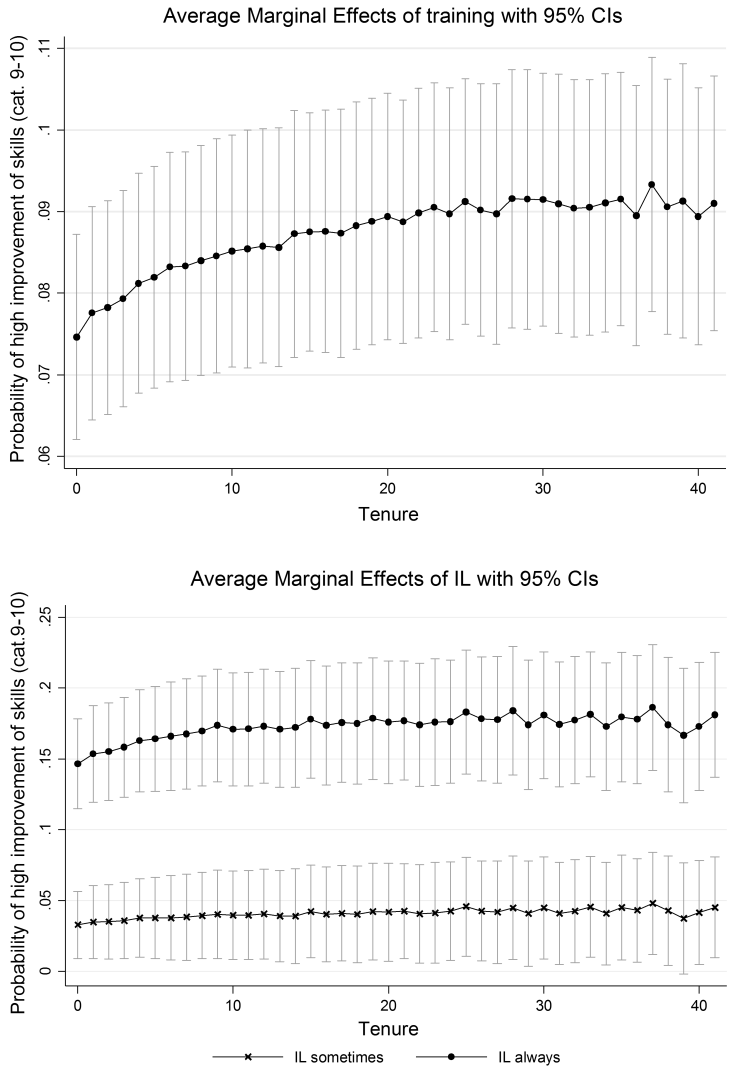 Average Marginal Effects of training with 95% CIs
Probability of high improvement of skills (cat. 9-10)
.11
.1
.09
.08
.07
.06
0 10 20 30 40
Tenure
Average Marginal Effects of IL with 95% CIs
Probability of high improvement of skills (cat.9-10)
.25
.2
.15
.1
.05
0
0 10 20 30 40
Tenure
IL sometimes IL always